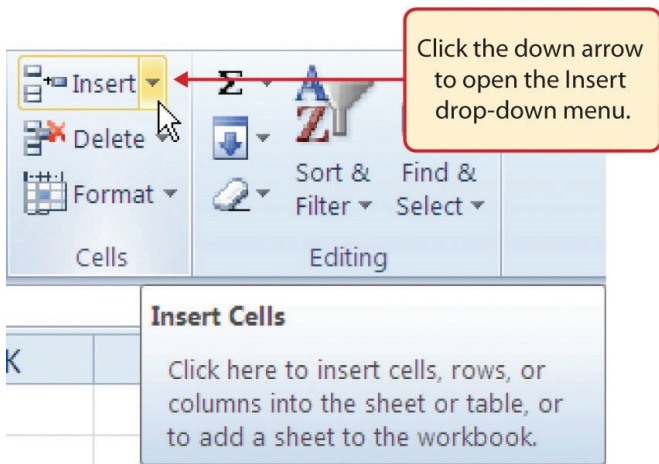 Click the down arrow
to open the Insert
drop-down menu.
Insert
Delete
Format
Cells
Σ
A
Z
Sort &
Filter
Find &
Select
Editing
Insert Cells
Click here to insert cells, rows, or
columns into the sheet or table, or
to add a sheet to the workbook.
K